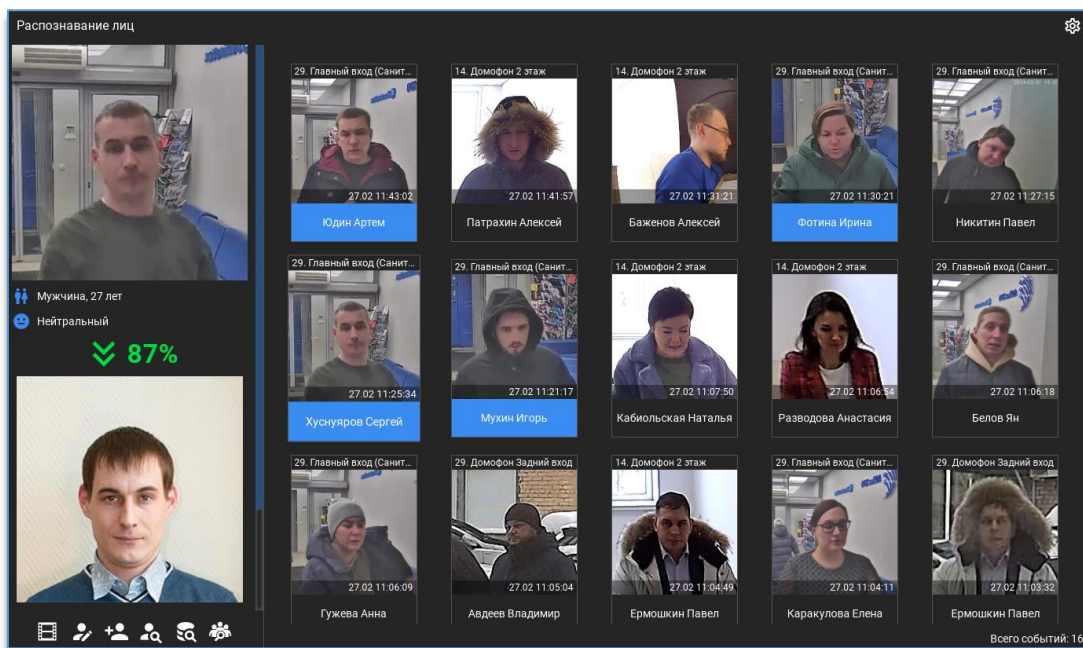 Распознавание лиц
Мужчина, 27 лет
Нейтральный
87%
29. Главный вход (Санит...
27.02 11:43:02
Юдин Артем
14. Домофон 2 этаж
27.02 11:41:57
Патрахин Алексей
14. Домофон 2 этаж
27.02 11:31:21
Баженов Алексей
29. Главный вход (Санит...
27.02 11:30:21
Фотина Ирина
29. Главный вход (Санит...
27.02 11:27:15
Никитин Павел
29. Главный вход (Санит...
27.02 11:25:34
Хуснуяров Сергей
29. Главный вход (Санит...
27.02 11:21:17
Мухин Игорь
14. Домофон 2 этаж
27.02 11:07:50
Кабиольская Наталья
14. Домофон 2 этаж
27.02 11:06:54
Разводова Анастасия
29. Главный вход (Санит...
27.02 11:06:18
Белов Ян
29. Главный вход (Санит...
27.02 11:06:09
Гужева Анна
29. Домофон Задний вход
27.02 11:05:04
Авдеев Владимир
14. Домофон 2 этаж
27.02 11:04:49
Ермошкин Павел
29. Главный вход (Санит...
27.02 11:04:11
Каракулова Елена
29. Домофон Задний вход
27.02 11:03:32
Ермошкин Павел
Всего событий: 16